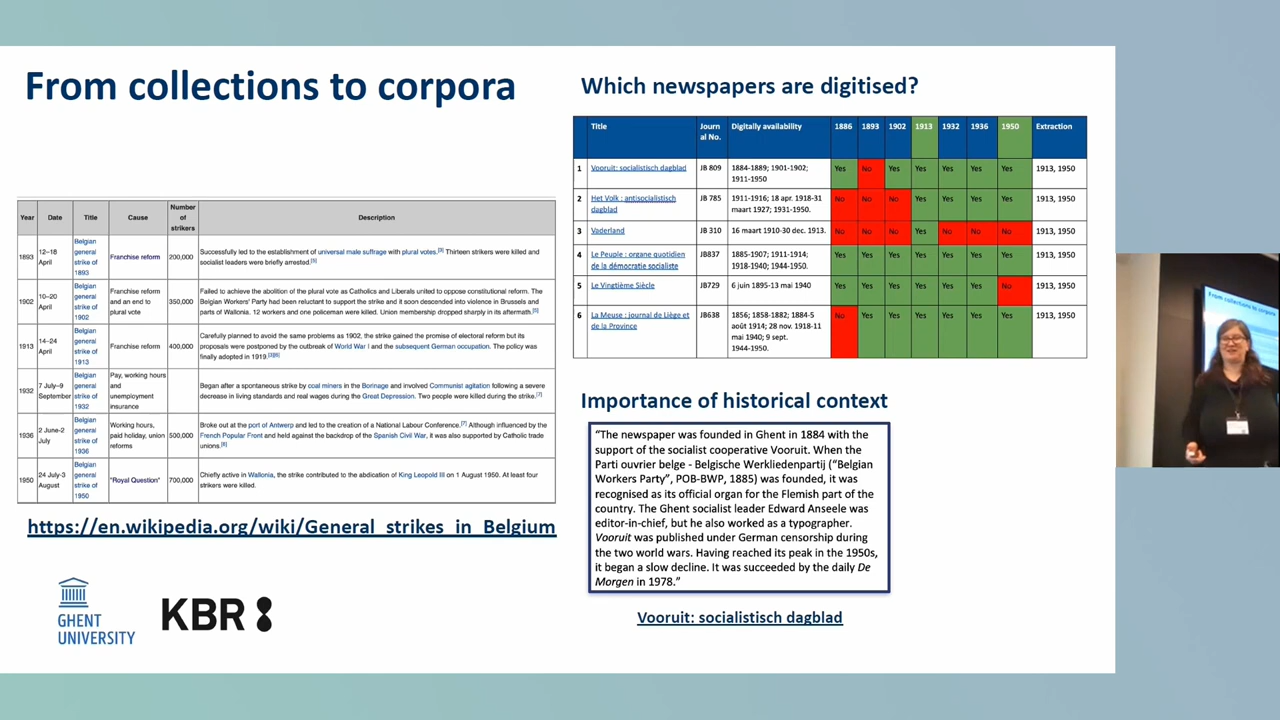 From collections to corpora
Year Date Title Cause Number of strikers Description
1893 12–18 April Belgian general strike of 1893 Franchise reform 200,000 Successfully led to the establishment of universal male suffrage with plural votes.[3] Thirteen strikers were killed and socialist leaders were briefly arrested.[5]
1902 10–20 April Belgian general strike of 1902 Franchise reform and an end to plural vote 350,000 Failed to achieve the abolition of the plural vote as Catholics and Liberals united to oppose constitutional reform. The Belgian Workers' Party had been reluctant to support the strike and it soon descended into violence in Brussels and parts of Wallonia. 12 workers and one policeman were killed. Union membership dropped sharply in its aftermath.[5]
1913 14–24 April Belgian general strike of 1913 Franchise reform 400,000 Carefully planned to avoid the same problems as 1902, the strike gained the promise of electoral reform but its proposals were postponed by the outbreak of World War I and the subsequent German occupation. The policy was finally adopted in 1919.[3][6]
1932 7 July–9 September Belgian general strike of 1932 Pay, working hours and unemployment insurance Began after a spontaneous strike by coal miners in the Borinage and involved Communist agitation following a severe decrease in living standards and real wages during the Great Depression. Two people were killed during the strike.[7]
1936 2 June-2 July Belgian general strike of 1936 Working hours, paid holiday, union reforms 500,000 Broke out at the port of Antwerp and led to the creation of a National Labour Conference.[7] Although influenced by the French Popular Front and held against the backdrop of the Spanish Civil War, it was also supported by Catholic trade unions.[8]
1950 24 July-3 August Belgian general strike of 1950 "Royal Question" 700,000 Chiefly active in Wallonia, the strike contributed to the abdication of King Leopold III on 1 August 1950. At least four strikers were killed.
https://en.wikipedia.org/wiki/General_strikes_in_Belgium
GHENT
UNIVERSITY
KBR
Which newspapers are digitised?
Title Journ al No. Digitally availability 1886 1893 1902 1913 1932 1936 1950 Extraction
1 Vooruit: socialistisch dagblad JB 809 1884-1889; 1901-1902; 1911-1950 Yes No Yes Yes Yes Yes Yes 1913, 1950
2 Het Volk : antisocialistisch dagblad JB 785 1911-1916; 18 apr. 1918-31 maart 1927; 1931-1950. No No No Yes Yes Yes Yes 1913, 1950
3 Vaderland JB 310 16 maart 1910-30 dec. 1913. No No No Yes No No No 1913, 1950
4 Le Peuple : organe quotidien de la démocratie socialiste JB837 1885-1907; 1911-1914; 1918-1940; 1944-1950. Yes Yes Yes Yes Yes Yes Yes 1913, 1950
5 Le Vingtième Siècle JB729 6 juin 1895-13 mei 1940 Yes Yes Yes Yes Yes Yes No 1913, 1950
6 La Meuse : journal de Liège et de la Province JB638 1856; 1858-1882; 1884-5 août 1914; 28 nov. 1918-11 mai 1940; 9 sept. 1944-1950. No Yes Yes Yes Yes Yes Yes 1913, 1950
Importance of historical context
“The newspaper was founded in Ghent in 1884 with the
support of the socialist cooperative Vooruit. When the
Parti ouvrier belge - Belgische Werkliedenpartij (“Belgian
Workers Party”, POB-BWP, 1885) was founded, it was
recognised as its official organ for the Flemish part of the
country. The Ghent socialist leader Edward Anseele was
editor-in-chief, but he also worked as a typographer.
Vooruit was published under German censorship during
the two world wars. Having reached its peak in the 1950s,
it began a slow decline. It was succeeded by the daily De
Morgen in 1978.”
Vooruit: socialistisch dagblad
From collections to corpora